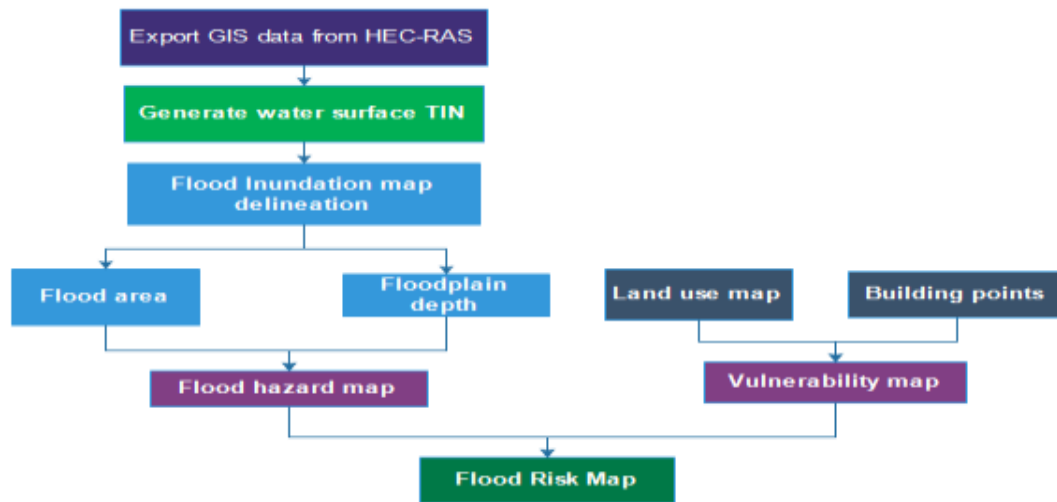 Export GIS data from HEC-RAS
Generate water surface TIN
Flood Inundation map
delineation
Flood area
Floodplain
depth
Land use map
Building points
Flood hazard map
Vulnerability map
Flood Risk Map